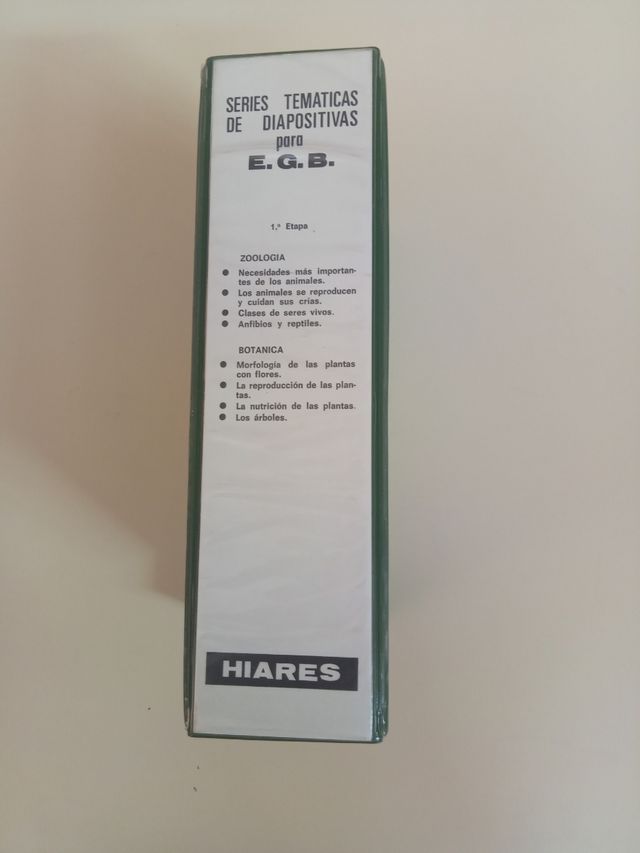 SERIES TEMATICAS
DE DIAPOSITIVAS
para
E.G.B.
1.ª Etapa
ZOOLOGIA
● Necesidades más importan-
tes de los animales.
● Los animales se reproducen
y cuidan sus crías.
● Clases de seres vivos.
● Anfibios y reptiles.
BOTANICA
● Morfología de las plantas
con flores.
● La reproducción de las plan-
tas.
● La nutrición de las plantas.
● Los árboles.
HIARES